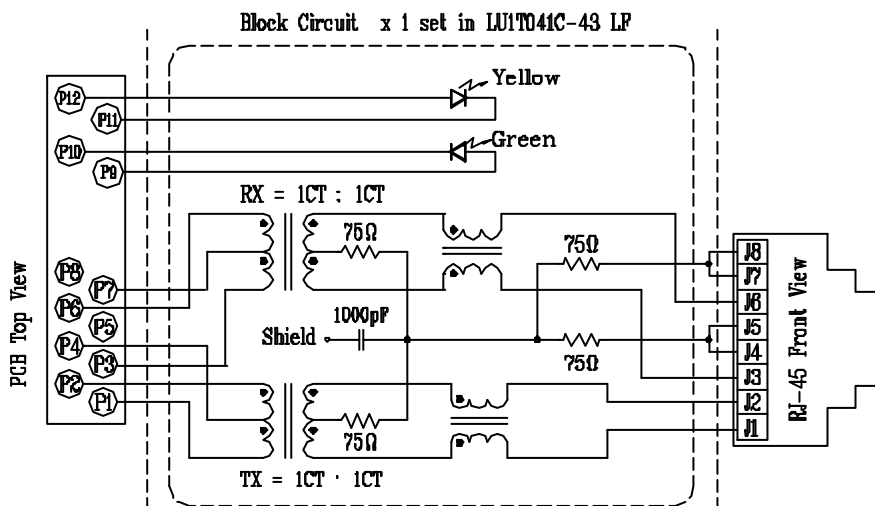 Block Circuit x 1 set in LU1T041C-43 LF
Yellow
P12
P11
Green
P10
P9
RX = 1CT : 1CT
75Ω
75Ω
J8
J7
P8
P7
J6
P6
1000pF
P5
Shield
J5
P4
J4
P3
75Ω
J3
P2
J2
P1
J1
75Ω
TX = 1CT : 1CT
PCB Top View
RJ-45 Front View